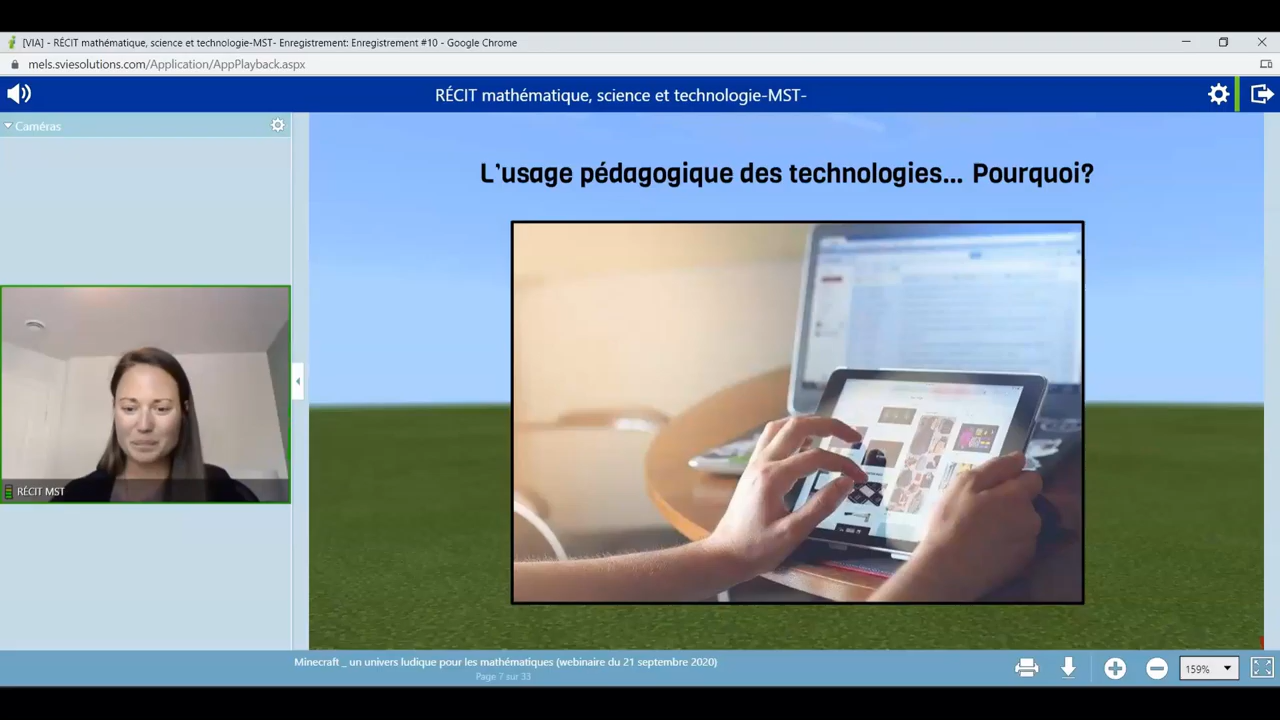 [VIA] - RÉCIT mathématique, science et technologie-MST- Enregistrement: Enregistrement #10 - Google Chrome
mels.sviesolutions.com/Application/AppPlayback.aspx
RÉCIT mathématique, science et technologie-MST-
Caméras
L'usage pédagogique des technologies... Pourquoi?
RÉCIT MST
Minecraft _ un univers ludique pour les mathématiques (webinaire du 21 septembre 2020)
Page 7 sur 33
159%